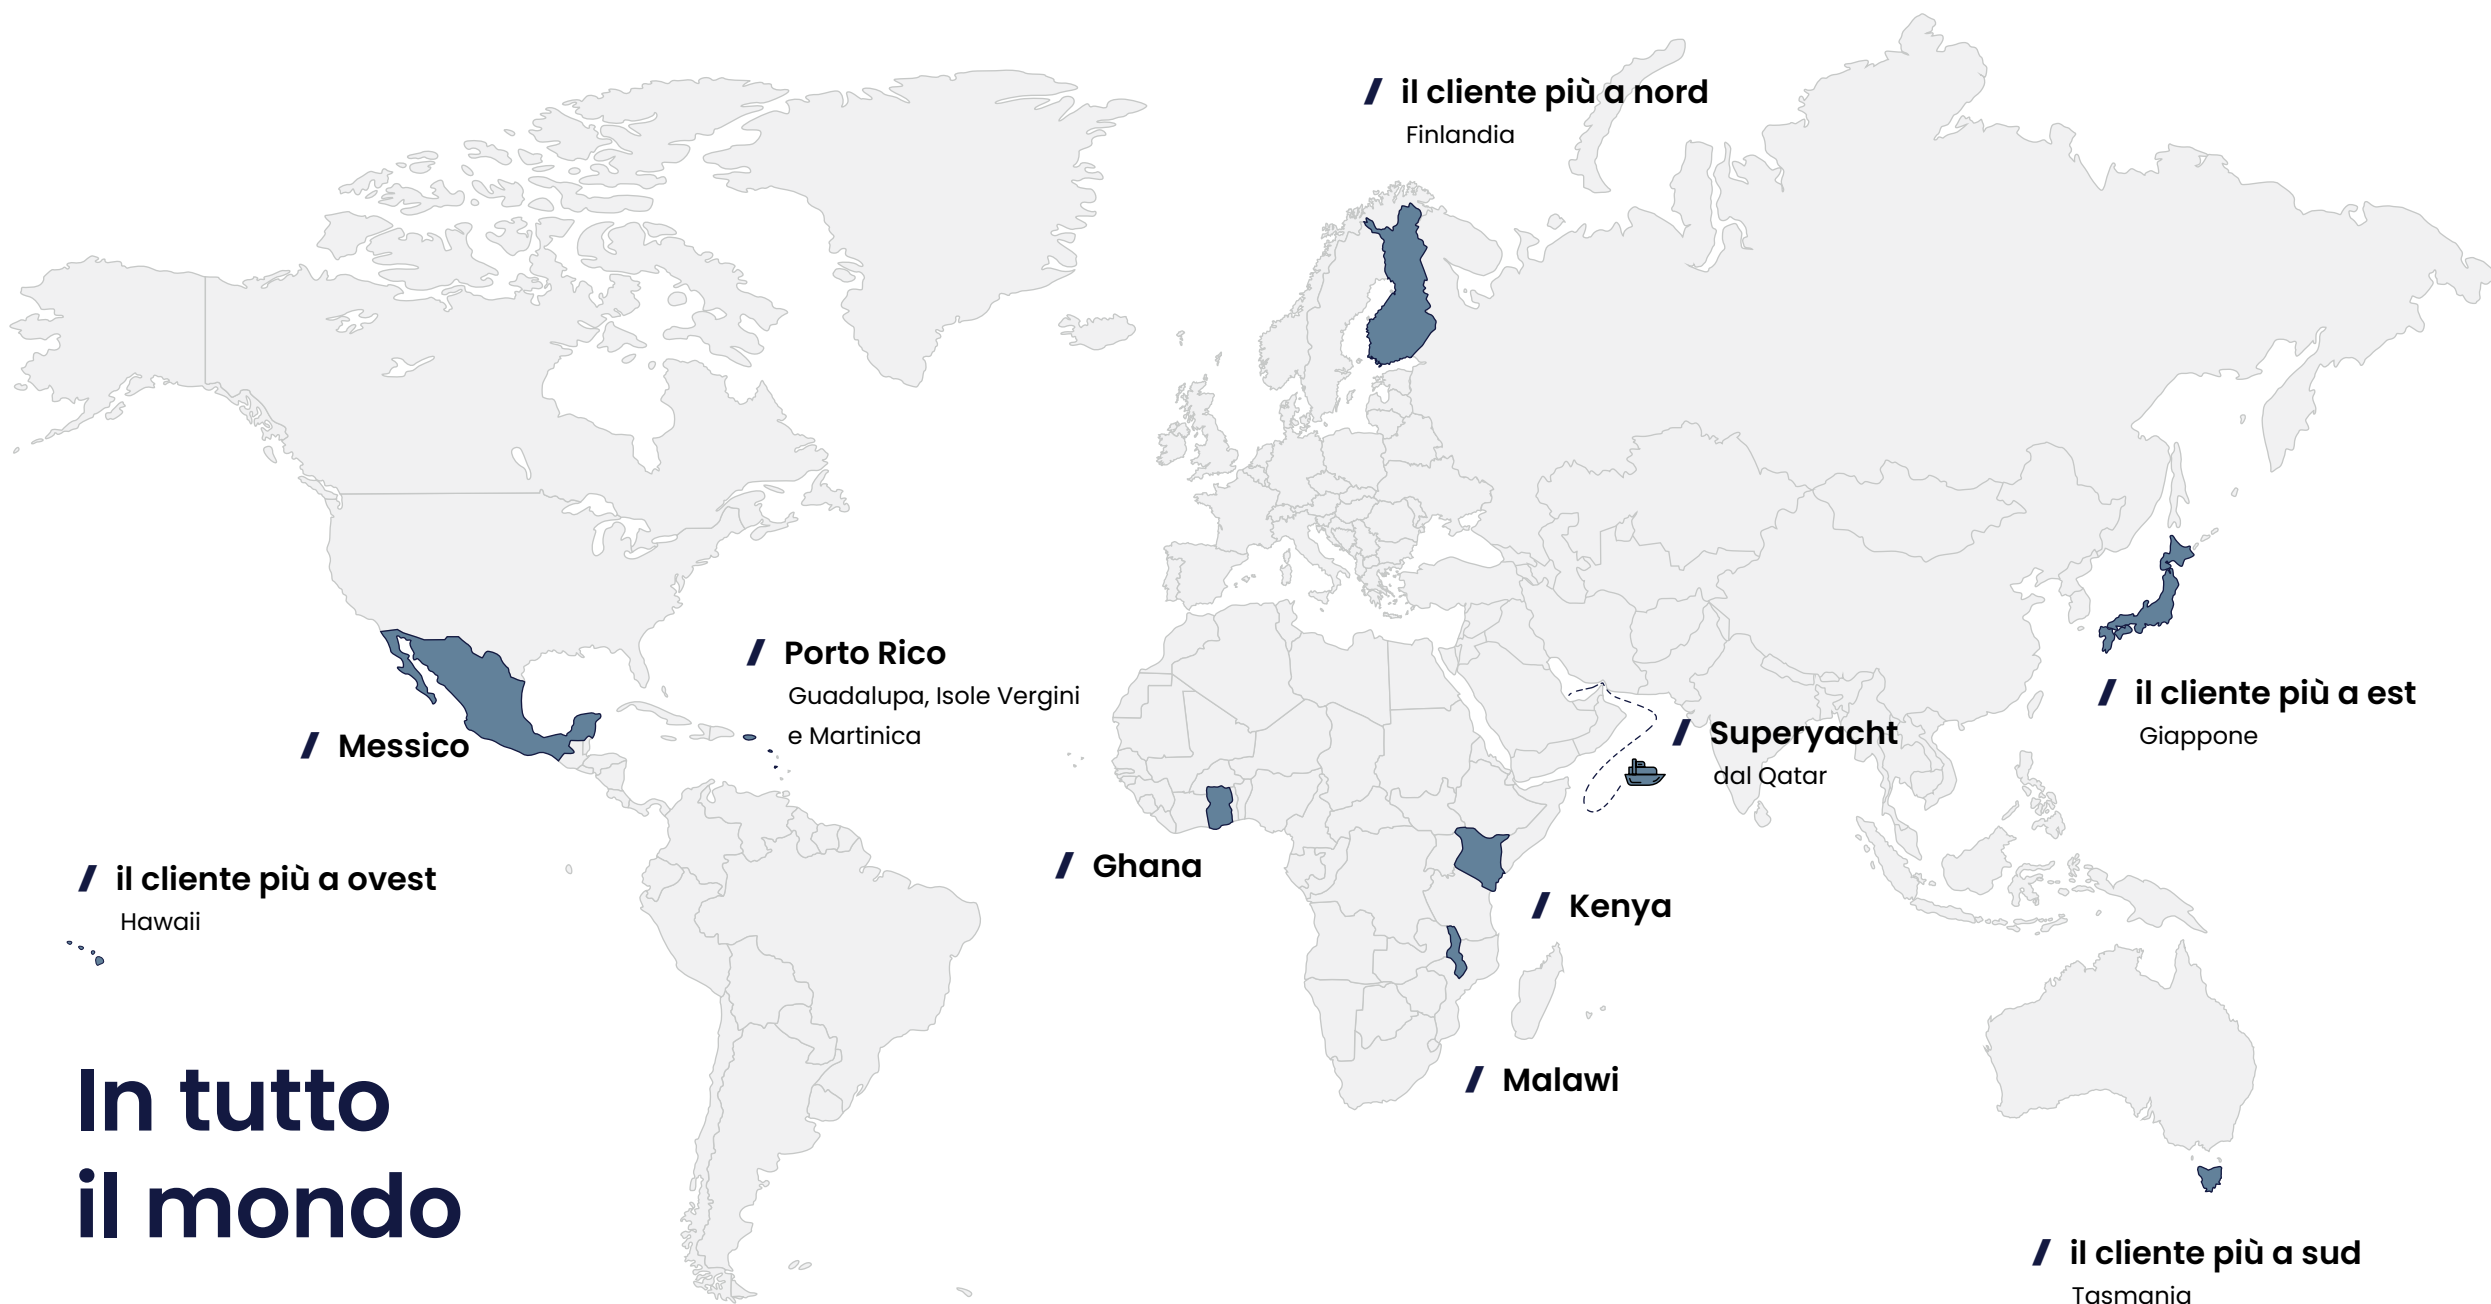 il cliente più a nord
Finlandia
Porto Rico
Guadalupa, Isole Vergini
e Martinica
il cliente più a est
Giappone
Superyacht
dal Qatar
Messico
Ghana
il cliente più a ovest
Hawaii
Kenya
Malawi
In tutto
il mondo
il cliente più a sud
Tasmania